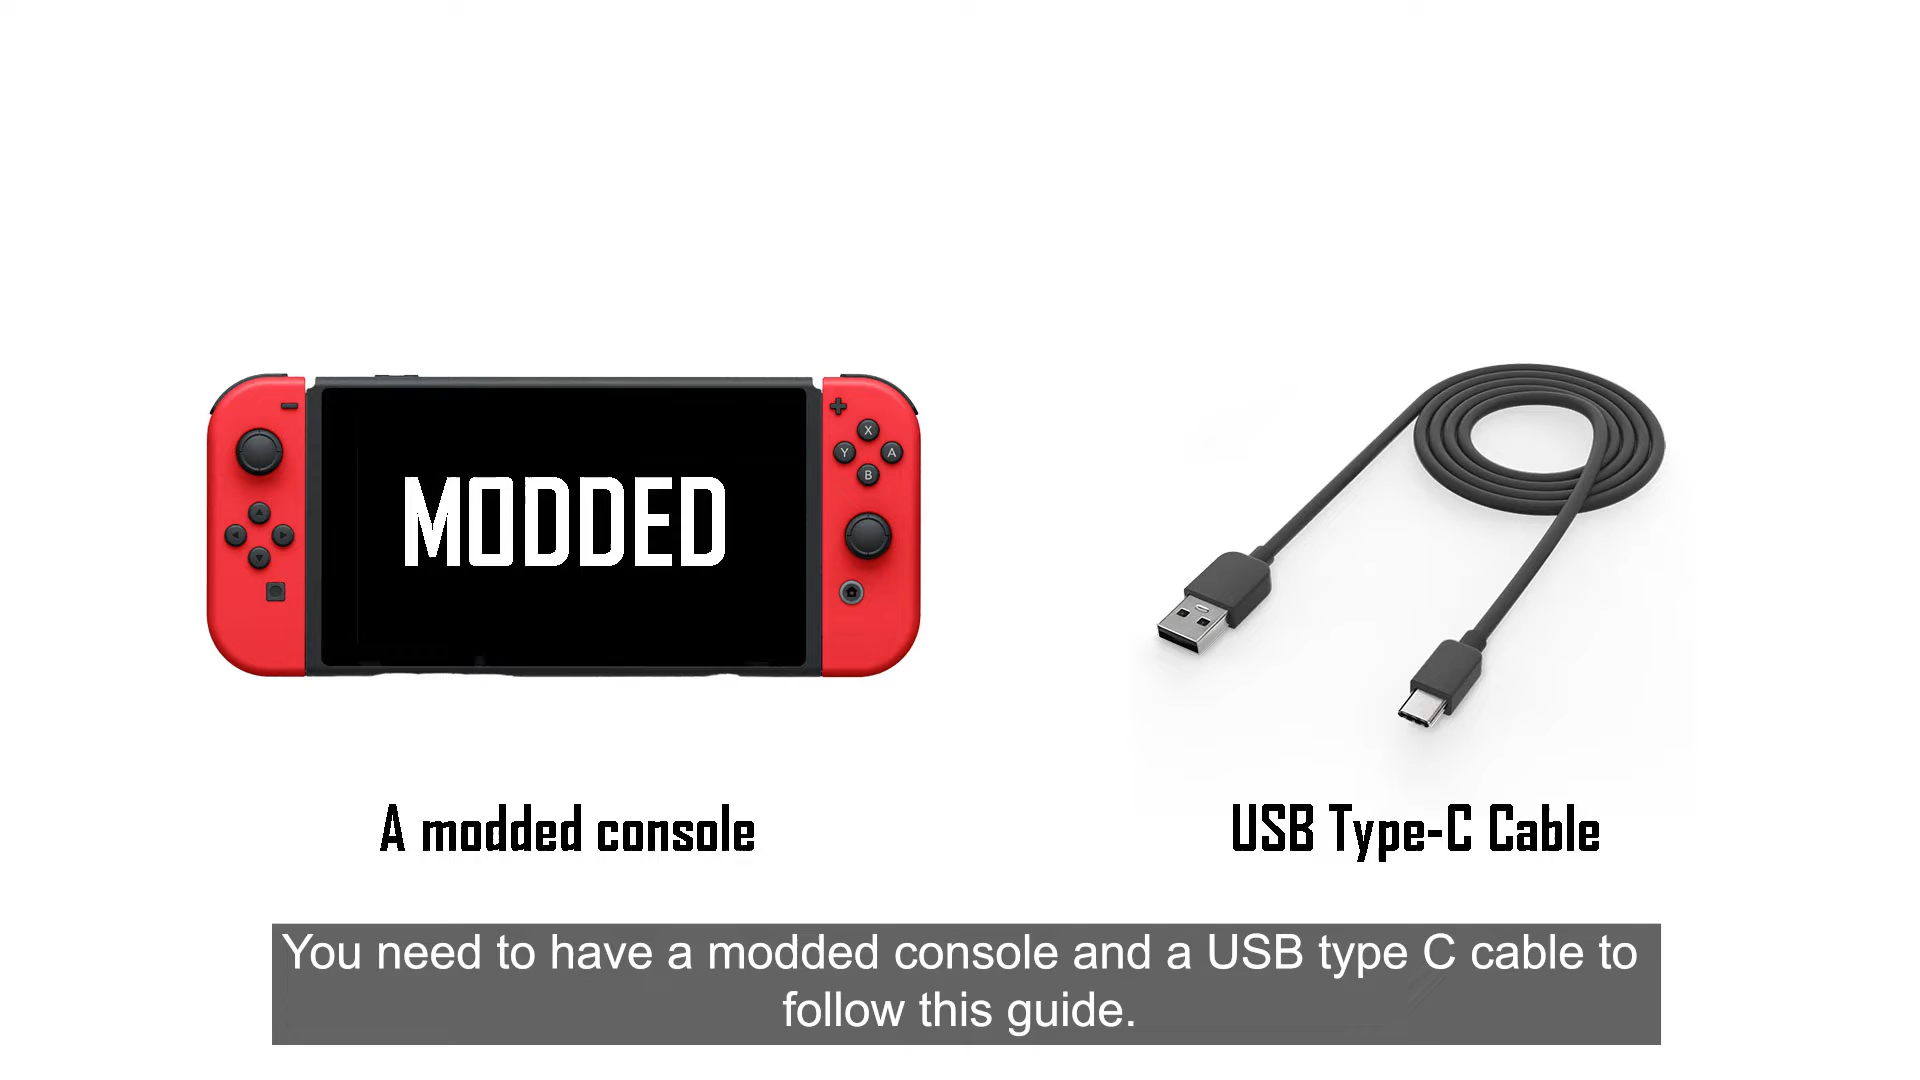 MODDED
X
Y
A
B
A modded console
USB Type-C Cable
You need to have a modded console and a USB type C cable to
follow this guide.